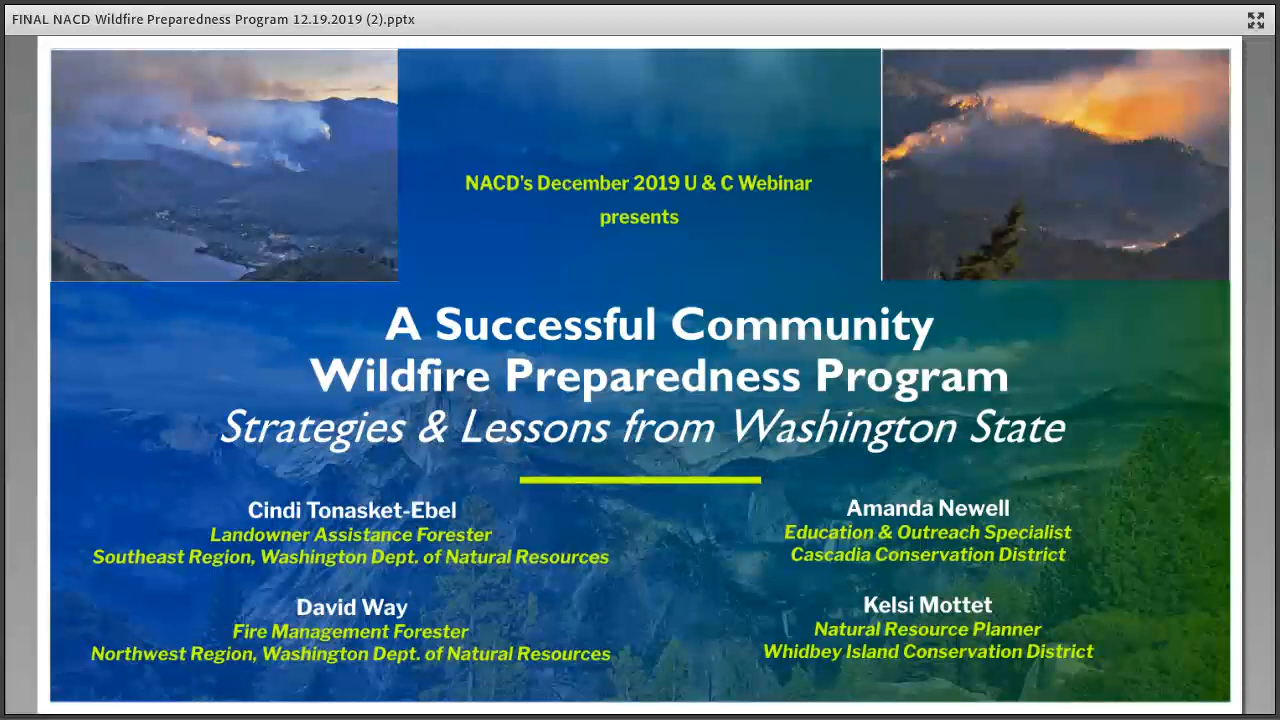 FINAL NACD Wildfire Preparedness Program 12.19.2019 (2).pptx
NACD's December 2019 U & C Webinar
presents
A Successful Community
Wildfire Preparedness Program
Strategies & Lessons from Washington State
Cindi Tonasket-Ebel
Landowner Assistance Forester
Southeast Region, Washington Dept. of Natural Resources
David Way
Fire Management Forester
Northwest Region, Washington Dept. of Natural Resources
Amanda Newell
Education & Outreach Specialist
Cascadia Conservation District
Kelsi Mottet
Natural Resource Planner
Whidbey Island Conservation District